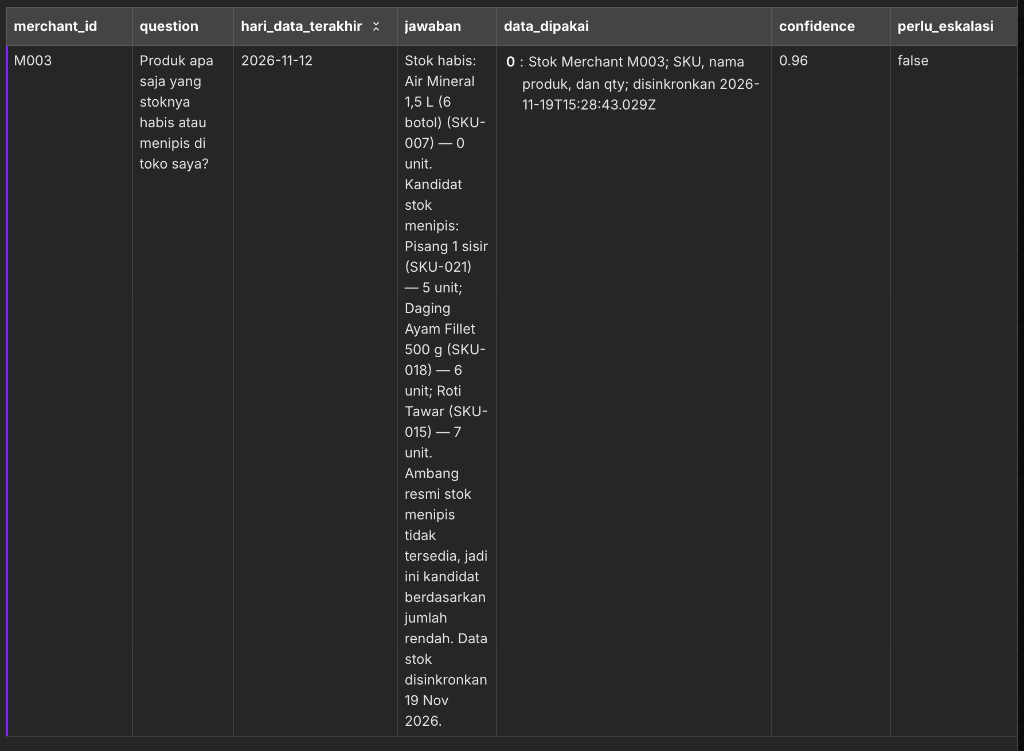 merchant_id
question
hari_data_terakhir
jawaban
data_dipakai
confidence
perlu_eskalasi
M003
Produk apa
saja yang
stoknya
habis atau
menipis di
toko saya?
2026-11-12
Stok habis:
Air Mineral
1,5 L (6
botol) (SKU-
007) — 0
unit.
Kandidat
stok
menipis:
Pisang 1 sisir
(SKU-021)
— 5 unit;
Daging
Ayam Fillet
500 g (SKU-
018) — 6
unit; Roti
Tawar (SKU-
015) — 7
unit.
Ambang
resmi stok
menipis
tidak
tersedia, jadi
ini kandidat
berdasarkan
jumlah
rendah. Data
stok
disinkronkan
19 Nov
2026.
0 : Stok Merchant M003; SKU, nama
produk, dan qty; disinkronkan 2026-
11-19T15:28:43.029Z
0.96
false